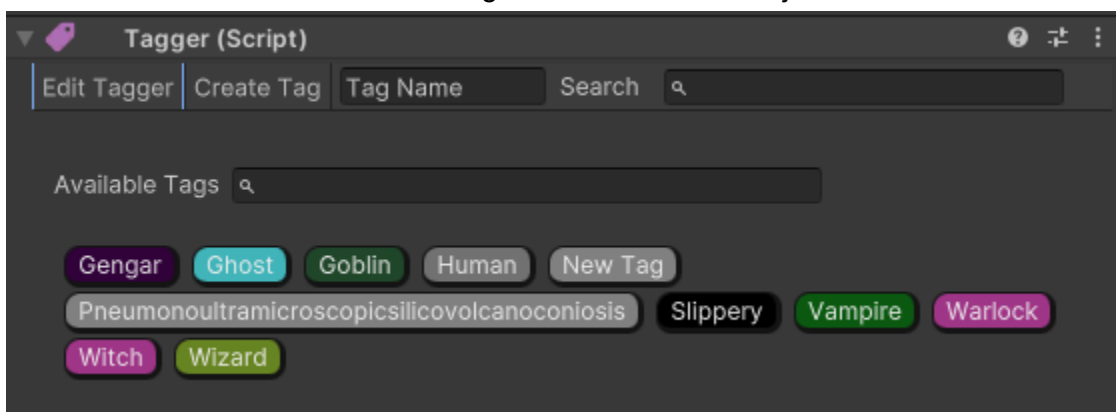 Tagger (Script)
Edit Tagger Create Tag Tag Name Search
Available Tags
Gengar Ghost Goblin Human New Tag
Pneumonoultramicroscopicsilicovolcanoconiosis Slippery Vampire Warlock
Witch Wizard